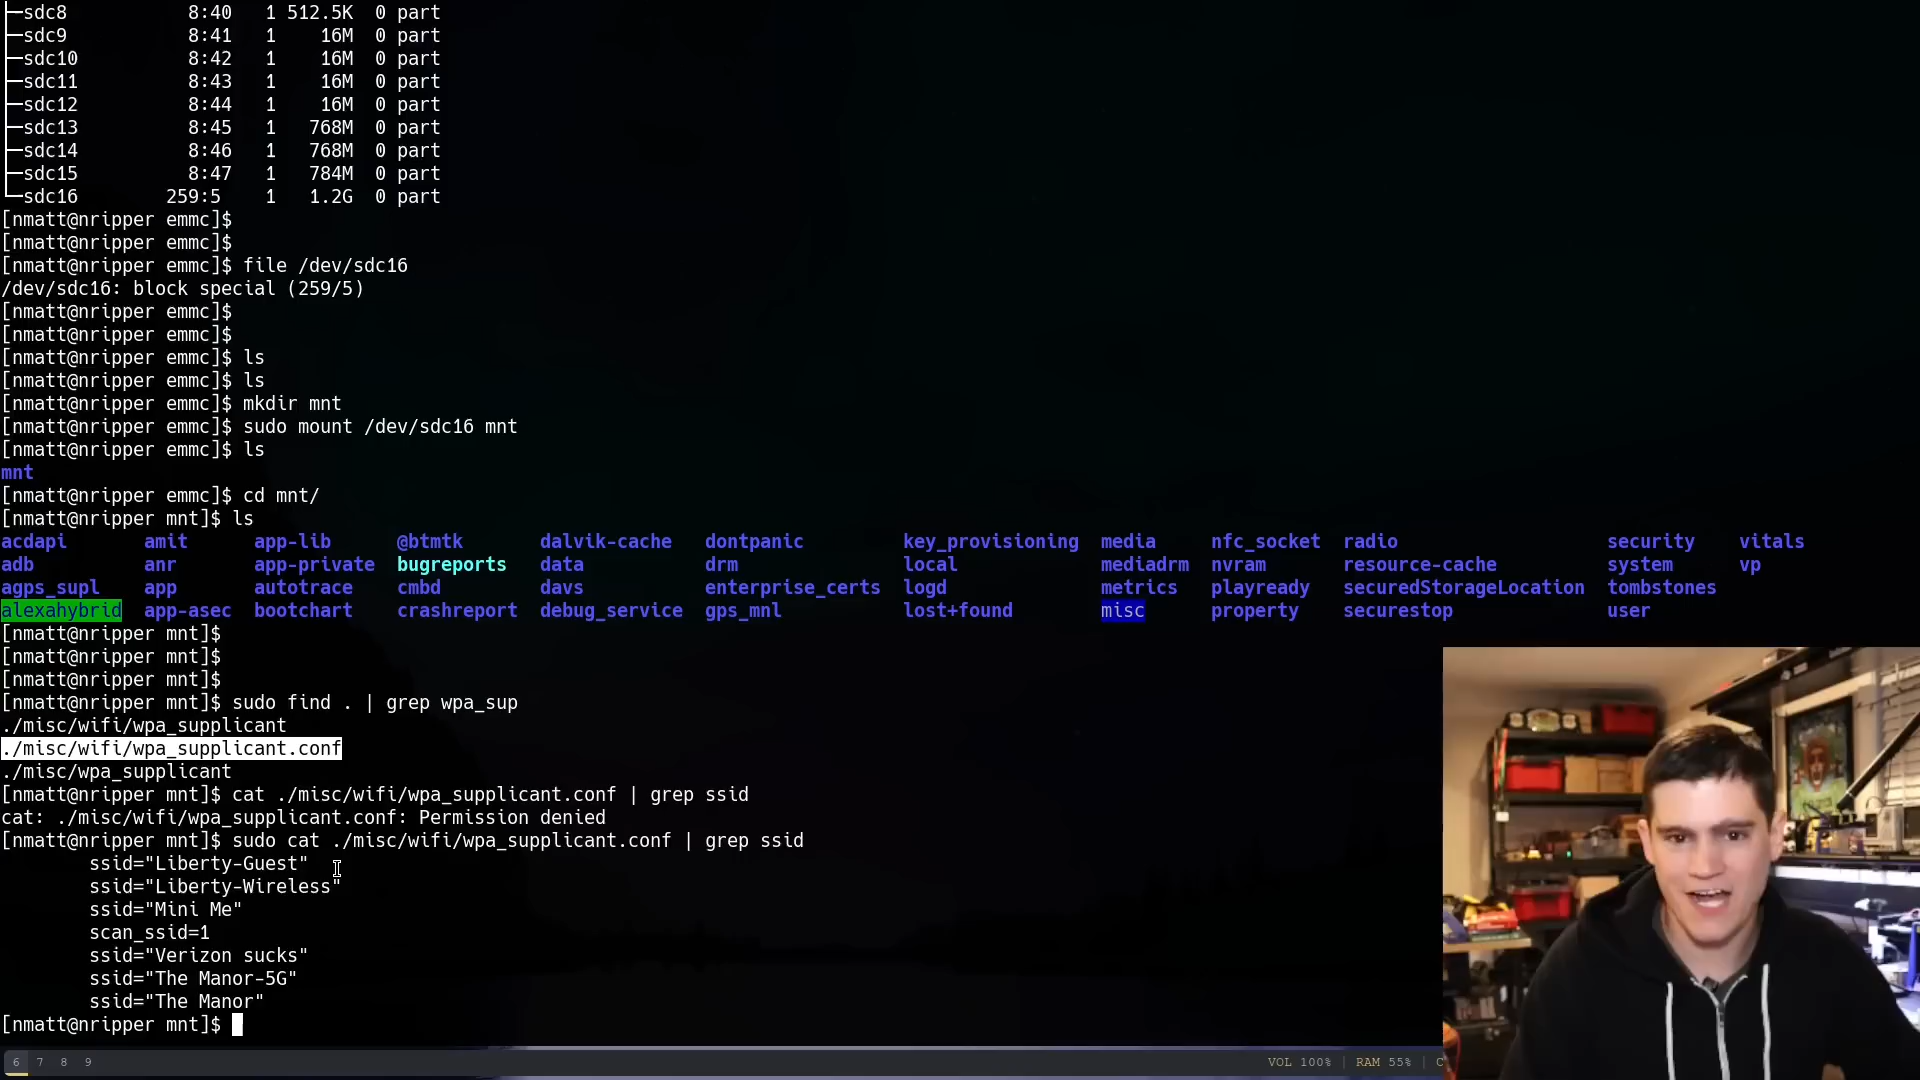 ├─sdc8 8:40 1 512.5K 0 part
├─sdc9 8:41 1 16M 0 part
├─sdc10 8:42 1 16M 0 part
├─sdc11 8:43 1 16M 0 part
├─sdc12 8:44 1 16M 0 part
├─sdc13 8:45 1 768M 0 part
├─sdc14 8:46 1 768M 0 part
├─sdc15 8:47 1 784M 0 part
└─sdc16 259:5 1 1.2G 0 part
[nmatt@nripper emmc]$
[nmatt@nripper emmc]$
[nmatt@nripper emmc]$ file /dev/sdc16
/dev/sdc16: block special (259/5)
[nmatt@nripper emmc]$
[nmatt@nripper emmc]$
[nmatt@nripper emmc]$ ls
[nmatt@nripper emmc]$ ls
[nmatt@nripper emmc]$ mkdir mnt
[nmatt@nripper emmc]$ sudo mount /dev/sdc16 mnt
[nmatt@nripper emmc]$ ls
mnt
[nmatt@nripper emmc]$ cd mnt/
[nmatt@nripper mnt]$ ls
acdapi amit app-lib @btmtk dalvik-cache dontpanic key_provisioning media nfc_socket radio security vitals
adb anr app-private bugreports data drm local mediadrm nvram resource-cache system vp
agps_supl app autotrace cmbd davs enterprise_certs logd metrics playready securedStorageLocation tombstones
alexahybrid app-asec bootchart crashreport debug_service gps_mnl lost+found misc property securestop user
[nmatt@nripper mnt]$
[nmatt@nripper mnt]$
[nmatt@nripper mnt]$
[nmatt@nripper mnt]$ sudo find . | grep wpa_sup
./misc/wifi/wpa_supplicant
./misc/wifi/wpa_supplicant.conf
./misc/wpa_supplicant
[nmatt@nripper mnt]$ cat ./misc/wifi/wpa_supplicant.conf | grep ssid
cat: ./misc/wifi/wpa_supplicant.conf: Permission denied
[nmatt@nripper mnt]$ sudo cat ./misc/wifi/wpa_supplicant.conf | grep ssid
ssid="Liberty-Guest"
ssid="Liberty-Wireless"
ssid="Mini Me"
scan_ssid=1
ssid="Verizon sucks"
ssid="The Manor-5G"
ssid="The Manor"
[nmatt@nripper mnt]$
6 7 8 9 VOL 100% | RAM 55% | C